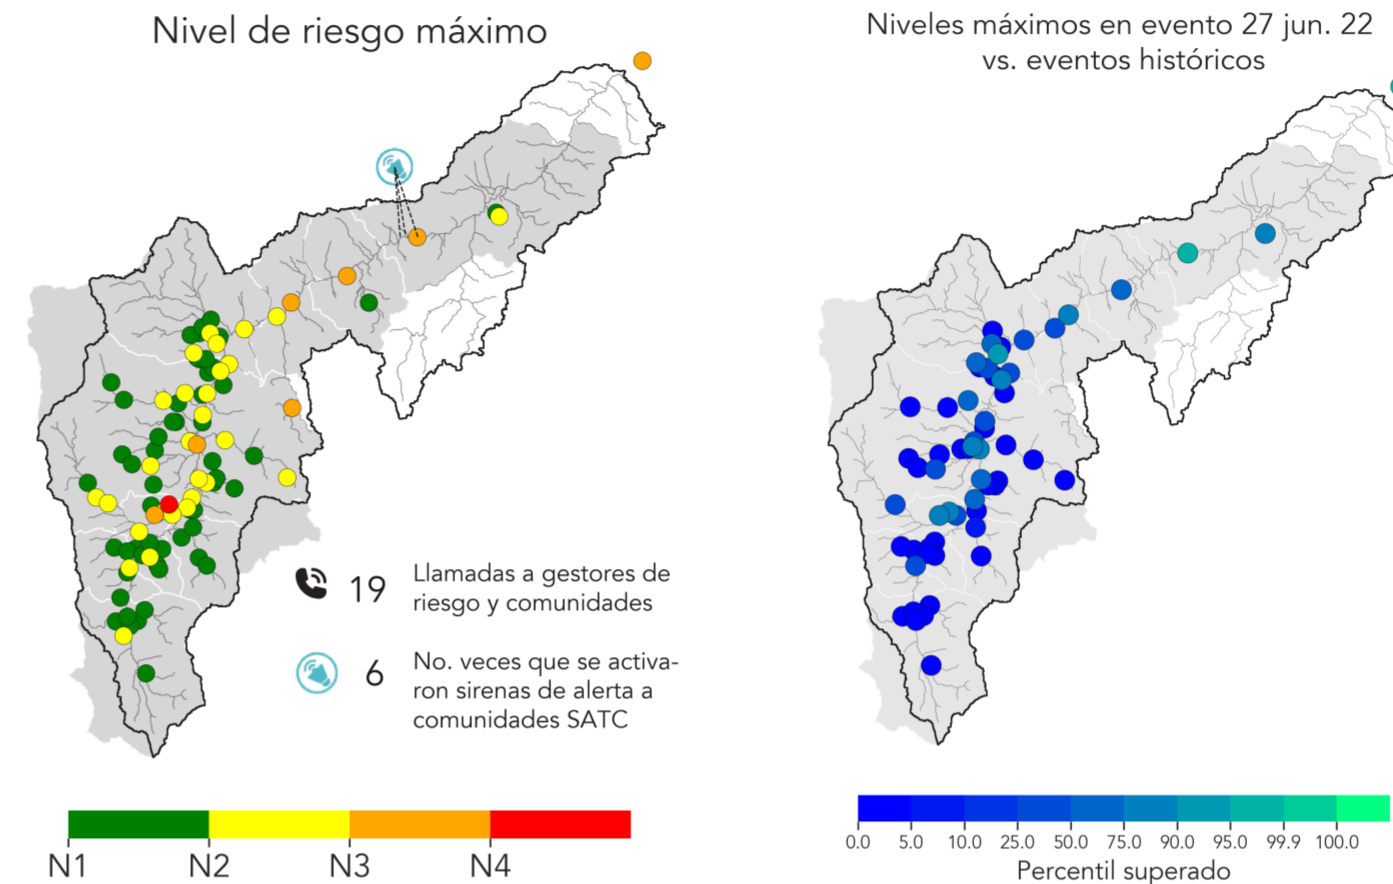 Nivel de riesgo máximo
19
Llamadas a gestores de
riesgo y comunidades
6
No. veces que se activa-
ron sirenas de alerta a
comunidades SATC
N1 N2 N3 N4
Niveles máximos en evento 27 jun. 22
vs. eventos históricos
0.0 5.0 10.0 25.0 50.0 75.0 90.0 95.0 99.9 100.0
Percentil superado